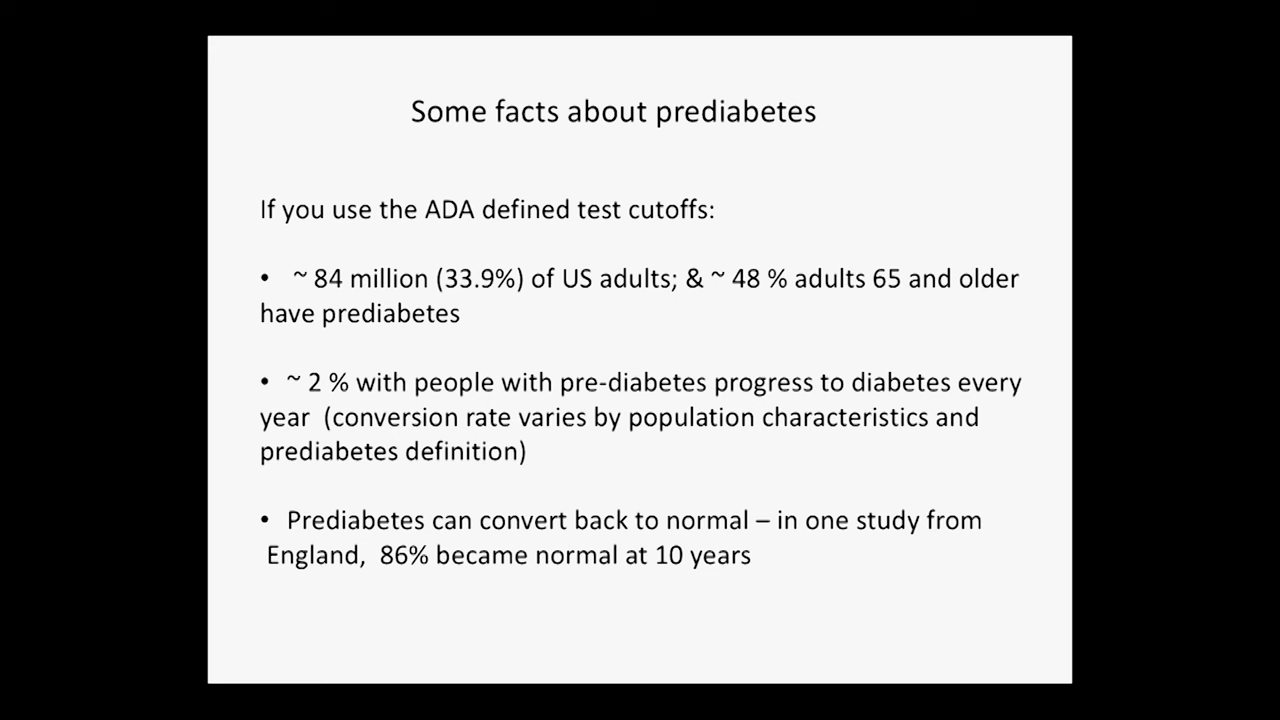 Some facts about prediabetes
If you use the ADA defined test cutoffs:
• ~ 84 million (33.9%) of US adults; & ~ 48 % adults 65 and older
have prediabetes
• ~ 2 % with people with pre-diabetes progress to diabetes every
year (conversion rate varies by population characteristics and
prediabetes definition)
• Prediabetes can convert back to normal – in one study from
England, 86% became normal at 10 years